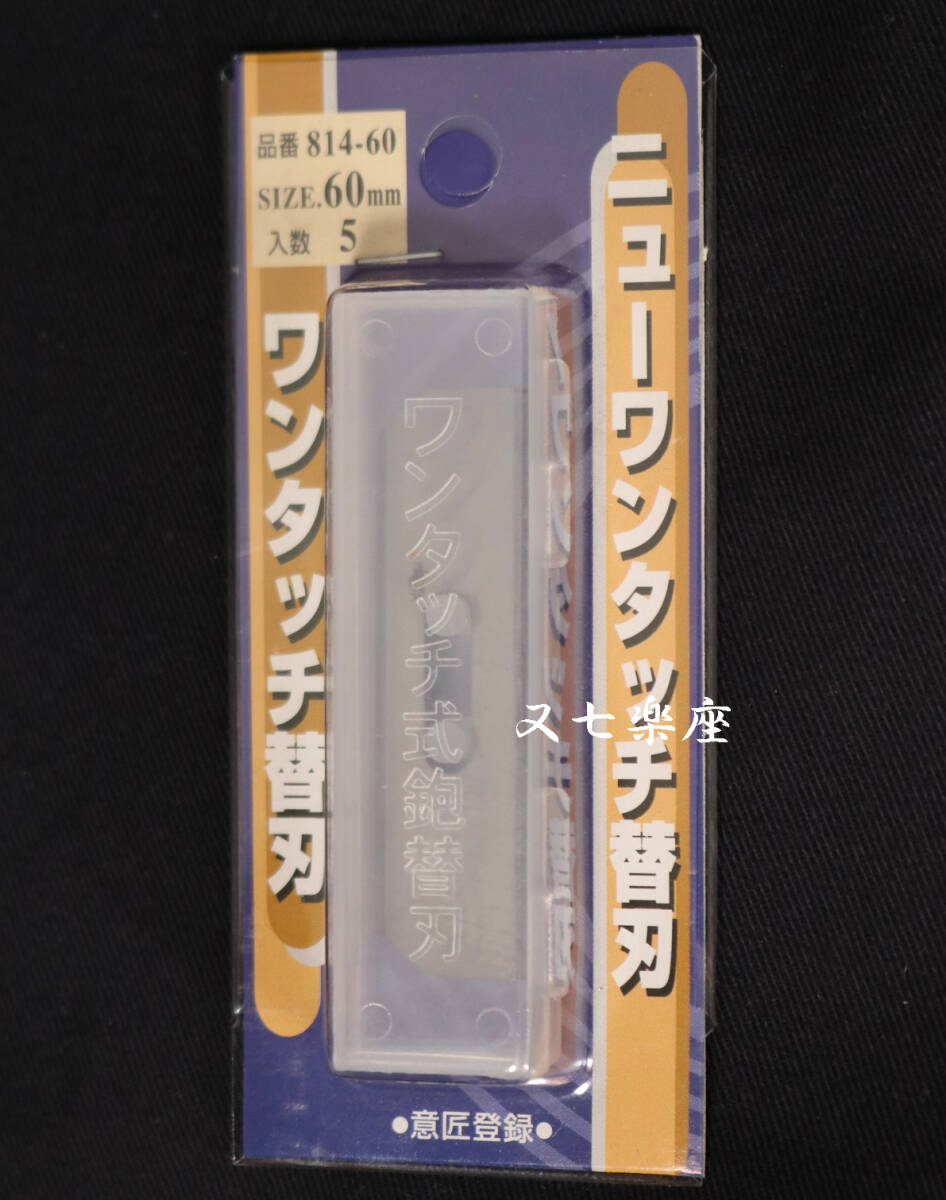 品番 814-60
SIZE.60mm
入数 5
ニューワンタッチ替刃
ワンタッチ替刃
ワンタッチ式鉋替刃
又七楽座
●意匠登録●